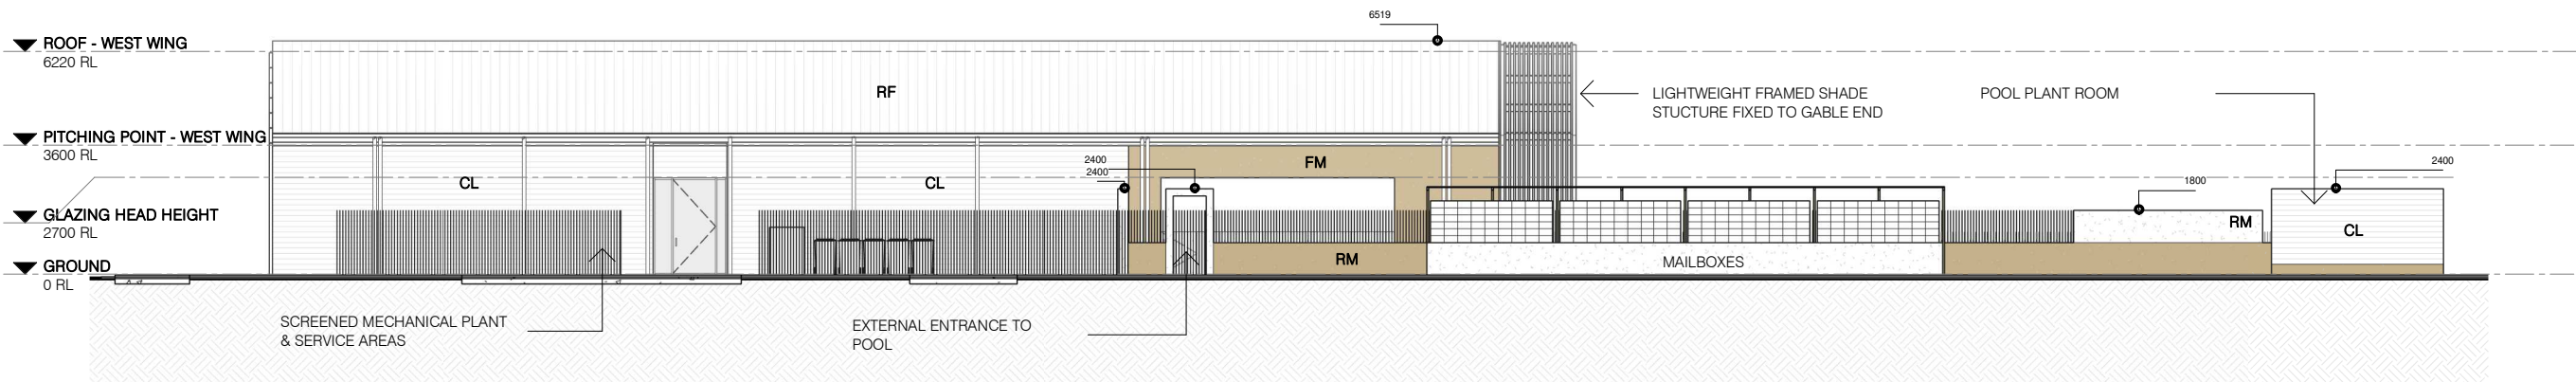 6519
ROOF - WEST WING
6220 RL
RF
LIGHTWEIGHT FRAMED SHADE
STUCTURE FIXED TO GABLE END
POOL PLANT ROOM
PITCHING POINT - WEST WING
3600 RL
2400
2400
FM
2400
CL
CL
1800
GLAZING HEAD HEIGHT
2700 RL
RM
CL
GROUND
0 RL
RM
MAILBOXES
SCREENED MECHANICAL PLANT
& SERVICE AREAS
EXTERNAL ENTRANCE TO
POOL